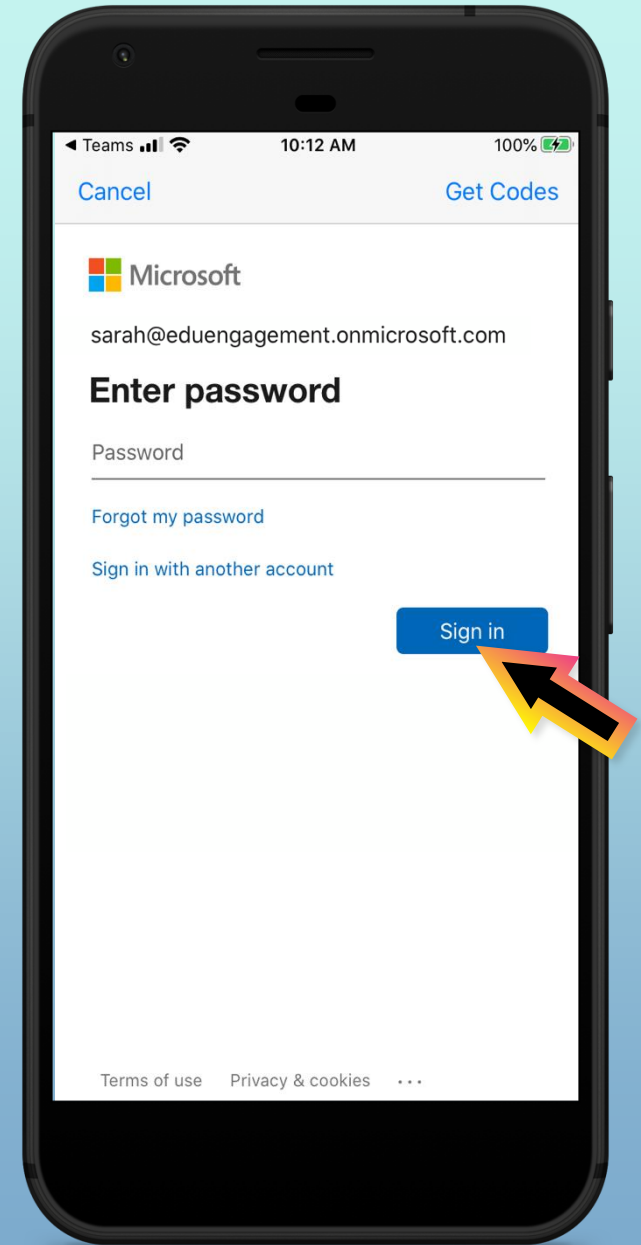 ◀ Teams 10:12 AM 100%
Cancel Get Codes
Microsoft
sarah@eduengagement.onmicrosoft.com
Enter password
Password
Forgot my password
Sign in with another account
Sign in
Terms of use Privacy & cookies ...